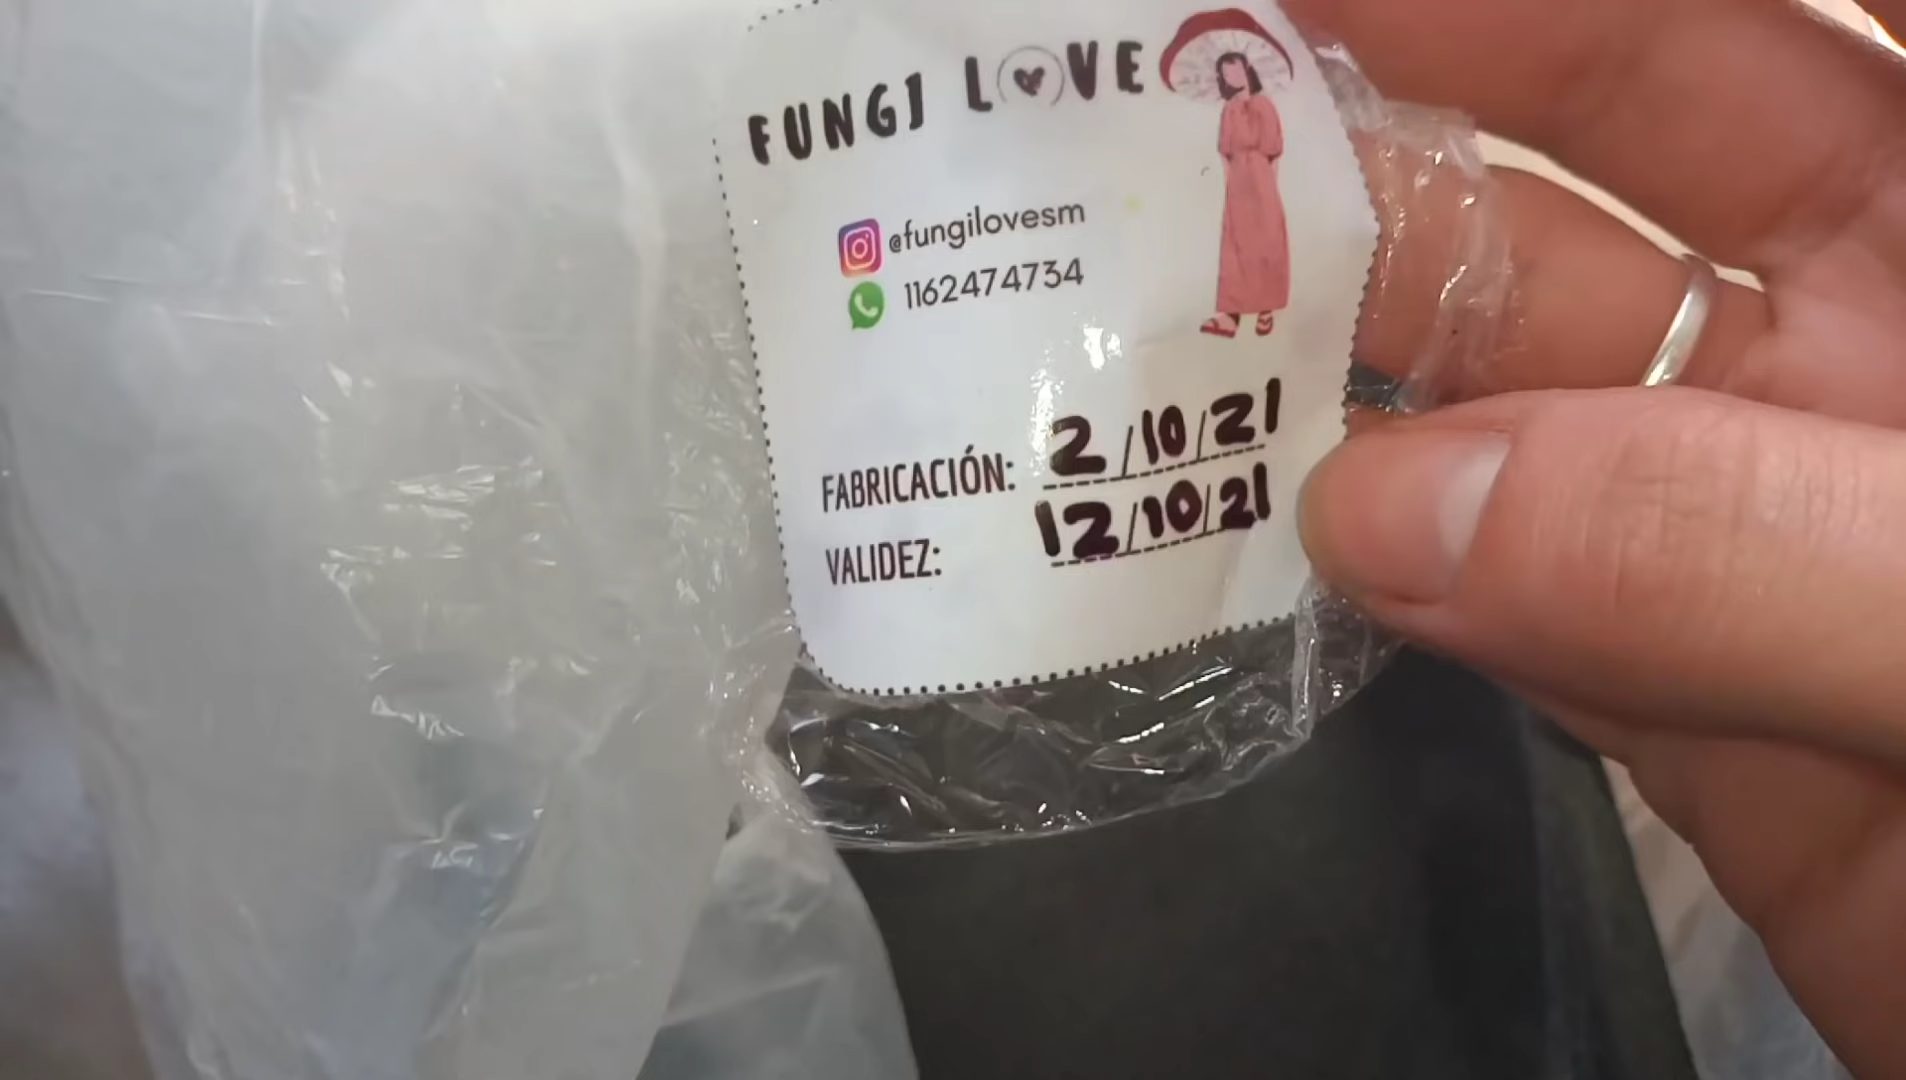 FUNGI LOVE
@fungilovesm
1162474734
FABRICACIÓN: 2/10/21
VALIDEZ: 12/10/21